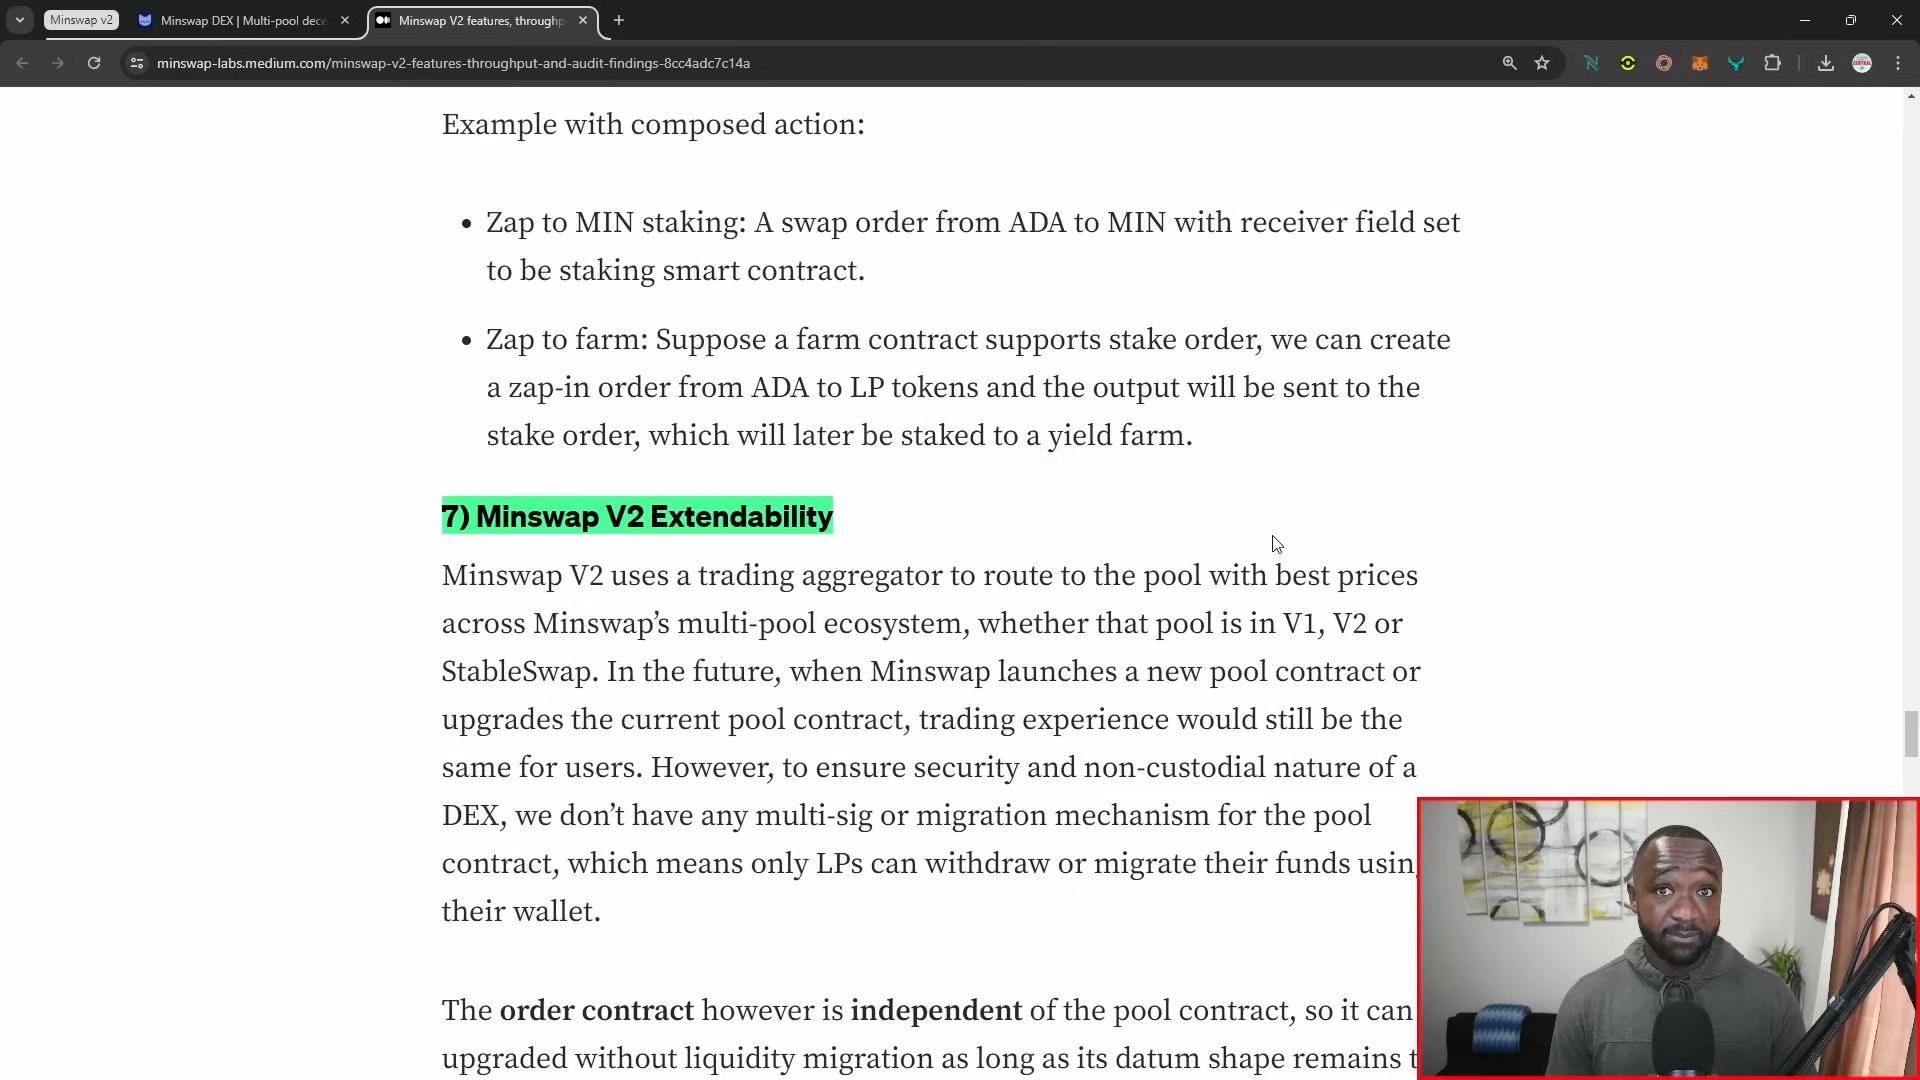 Minswap v2
Minswap DEX | Multi-pool dece
Minswap V2 features, throughp
minswap-labs.medium.com/minswap-v2-features-throughput-and-audit-findings-8cc4adc7c14a
Example with composed action:
• Zap to MIN staking: A swap order from ADA to MIN with receiver field set
to be staking smart contract.
• Zap to farm: Suppose a farm contract supports stake order, we can create
a zap-in order from ADA to LP tokens and the output will be sent to the
stake order, which will later be staked to a yield farm.
7) Minswap V2 Extendability
Minswap V2 uses a trading aggregator to route to the pool with best prices
across Minswap’s multi-pool ecosystem, whether that pool is in V1, V2 or
StableSwap. In the future, when Minswap launches a new pool contract or
upgrades the current pool contract, trading experience would still be the
same for users. However, to ensure security and non-custodial nature of a
DEX, we don’t have any multi-sig or migration mechanism for the pool
contract, which means only LPs can withdraw or migrate their funds usin
their wallet.
The order contract however is independent of the pool contract, so it can
upgraded without liquidity migration as long as its datum shape remains t